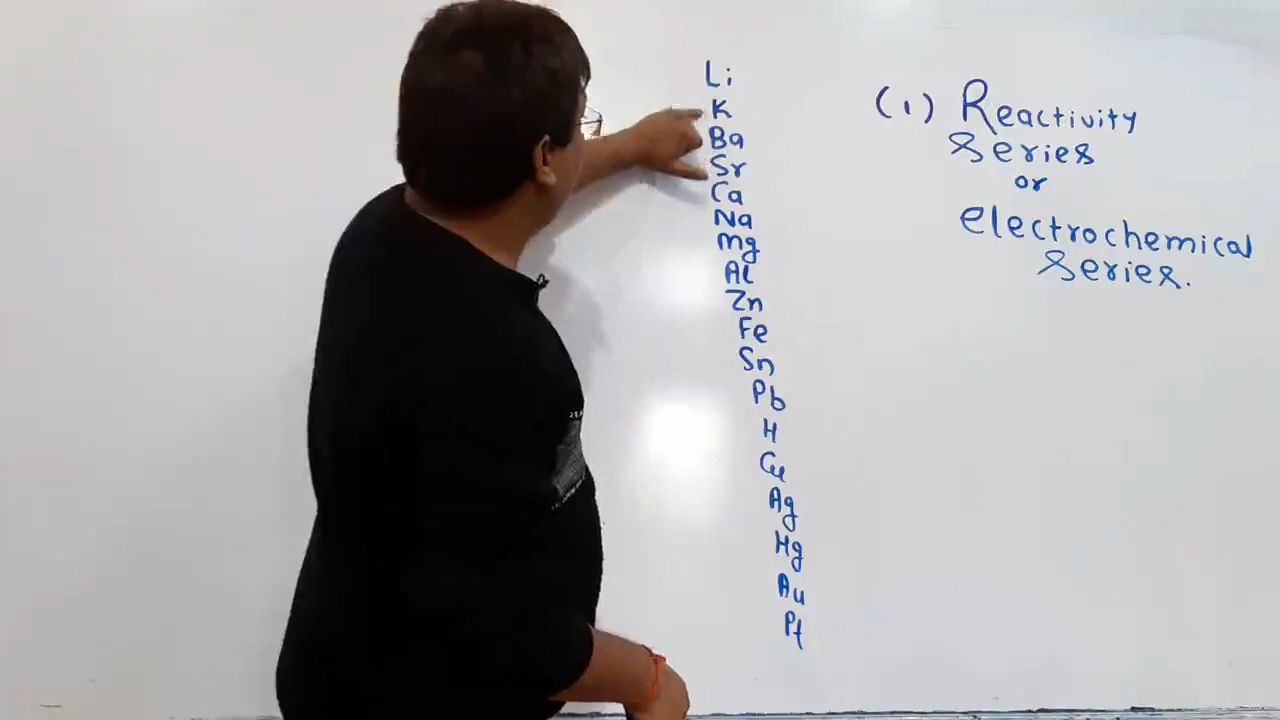 Li
K
Ba
Sr
Ca
Na
Mg
Al
Zn
Fe
Sn
Pb
H
Cu
Ag
Hg
Au
Pt
(1) Reactivity
Series
or
Electrochemical
Series.